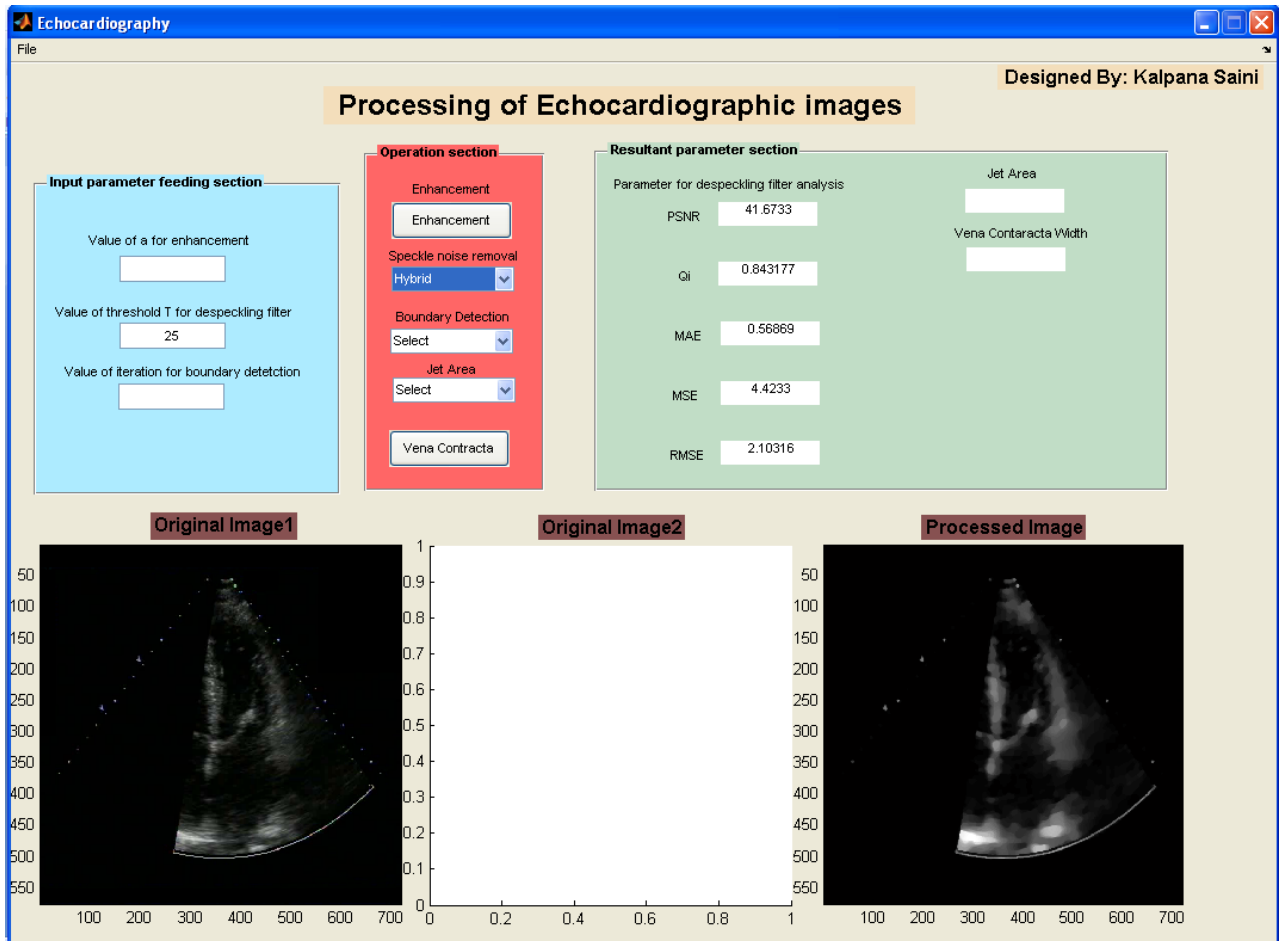 Echocardiography
File
Designed By: Kalpana Saini
Processing of Echocardiographic images
Input parameter feeding section
Value of a for enhancement
Value of threshold T for despeckling filter
25
Value of iteration for boundary detetction
Operation section
Enhancement
Enhancement
Speckle noise removal
Hybrid
Boundary Detection
Select
Jet Area
Select
Vena Contracta
Resultant parameter section
Parameter for despeckling filter analysis
PSNR 41.6733
Qi 0.843177
MAE 0.56869
MSE 4.4233
RMSE 2.10316
Jet Area
Vena Contaracta Width
Original Image1
50
100
150
200
250
300
350
400
450
500
550
100 200 300 400 500 600 700
Original Image2
1
0.9
0.8
0.7
0.6
0.5
0.4
0.3
0.2
0.1
0
0 0.2 0.4 0.6 0.8 1
Processed Image
50
100
150
200
250
300
350
400
450
500
550
100 200 300 400 500 600 700